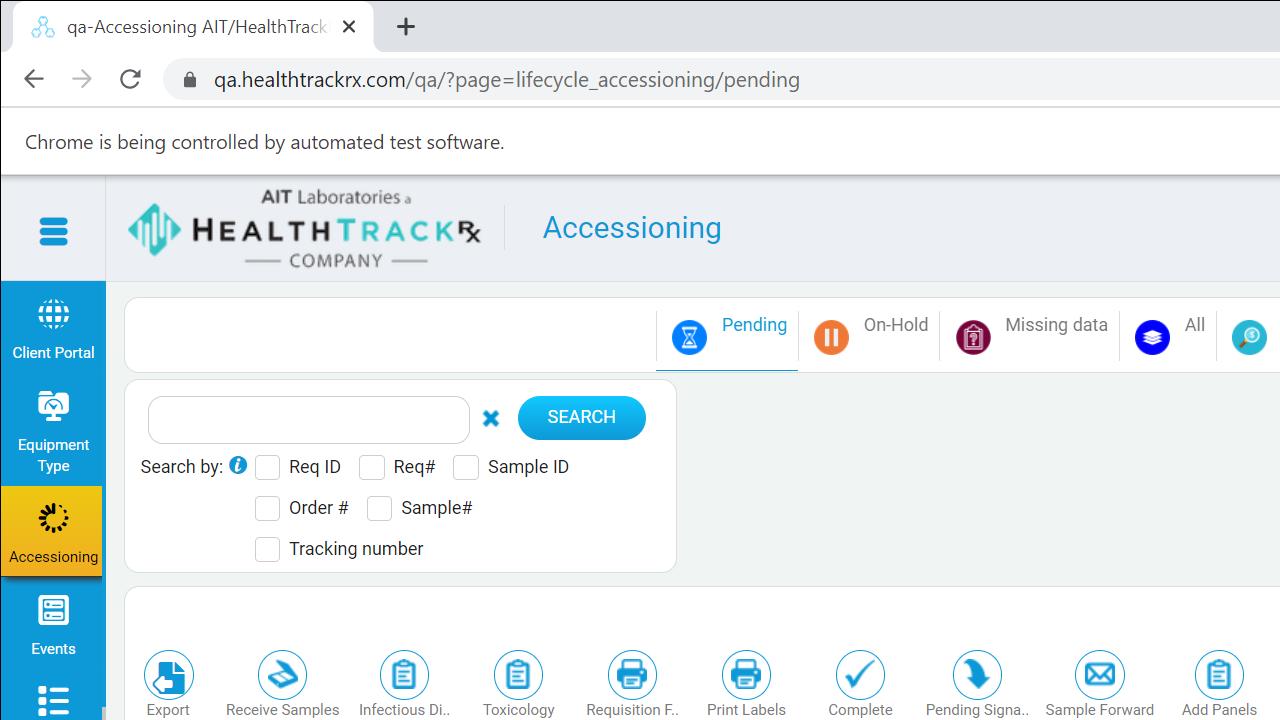 qa-Accessioning AIT/HealthTrack
qa.healthtrackrx.com/qa/?page=lifecycle_accessioning/pending
Chrome is being controlled by automated test software.
AIT Laboratories a
HEALTHTRACKRx
COMPANY
Accessioning
Client Portal
Equipment
Type
Accessioning
Events
Pending
On-Hold
Missing data
All
SEARCH
Search by: Req ID Req# Sample ID
Order # Sample#
Tracking number
Export
Receive Samples
Infectious Di..
Toxicology
Requisition F..
Print Labels
Complete
Pending Signa..
Sample Forward
Add Panels